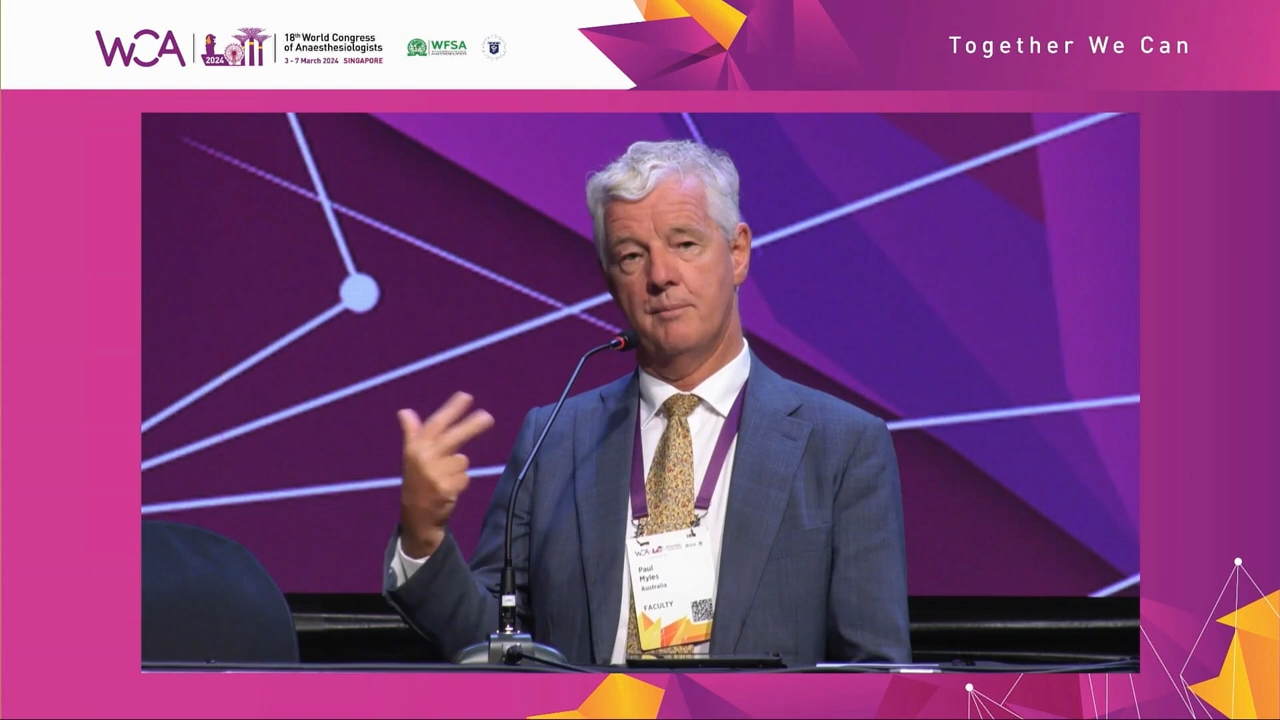 WCA
2024
18th World Congress
of Anaesthesiologists
3 - 7 March 2024 SINGAPORE
WFSA
Together We Can
WCA
Paul
Myles
Australia
FACULTY